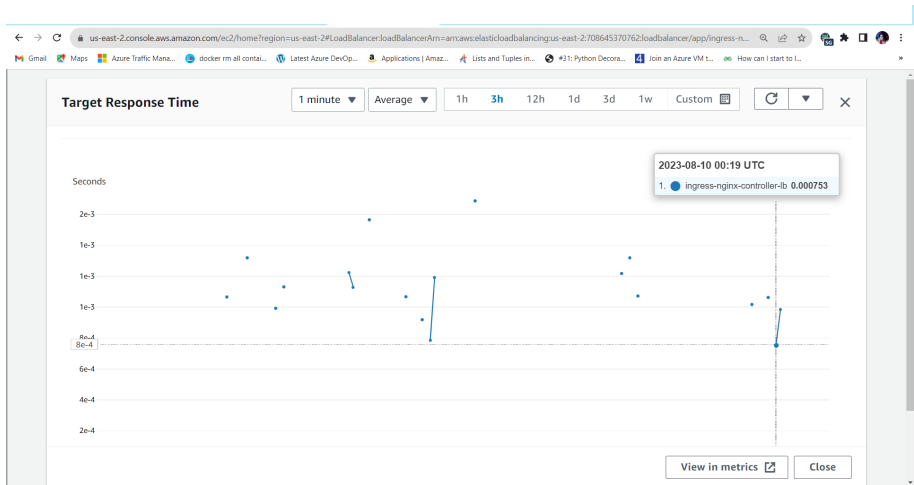 us-east-2.console.aws.amazon.com/ec2/home?region=us-east-2#LoadBalancer:loadBalancerArn=arn:aws:elasticloadbalancing:us-east-2:708645370762:loadbalancer/app/ingress-n...
Gmail Maps Azure Traffic Mana... docker rm all contai... Latest Azure DevOp... Applications | Amaz... Lists and Tuples in... #31: Python Decora... Join an Azure VM t... How can I start to l... »
Target Response Time 1 minute Average 1h 3h 12h 1d 3d 1w Custom
2023-08-10 00:19 UTC
1. ingress-nginx-controller-lb 0.000753
Seconds
2e-3
1e-3
1e-3
1e-3
8e-4
8e-4
6e-4
4e-4
2e-4
View in metrics Close